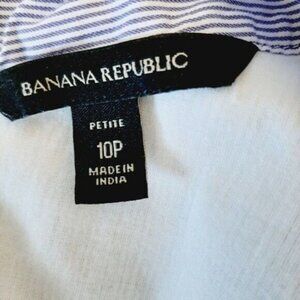 BANANA REPUBLIC
PETITE
10P
MADE IN
INDIA